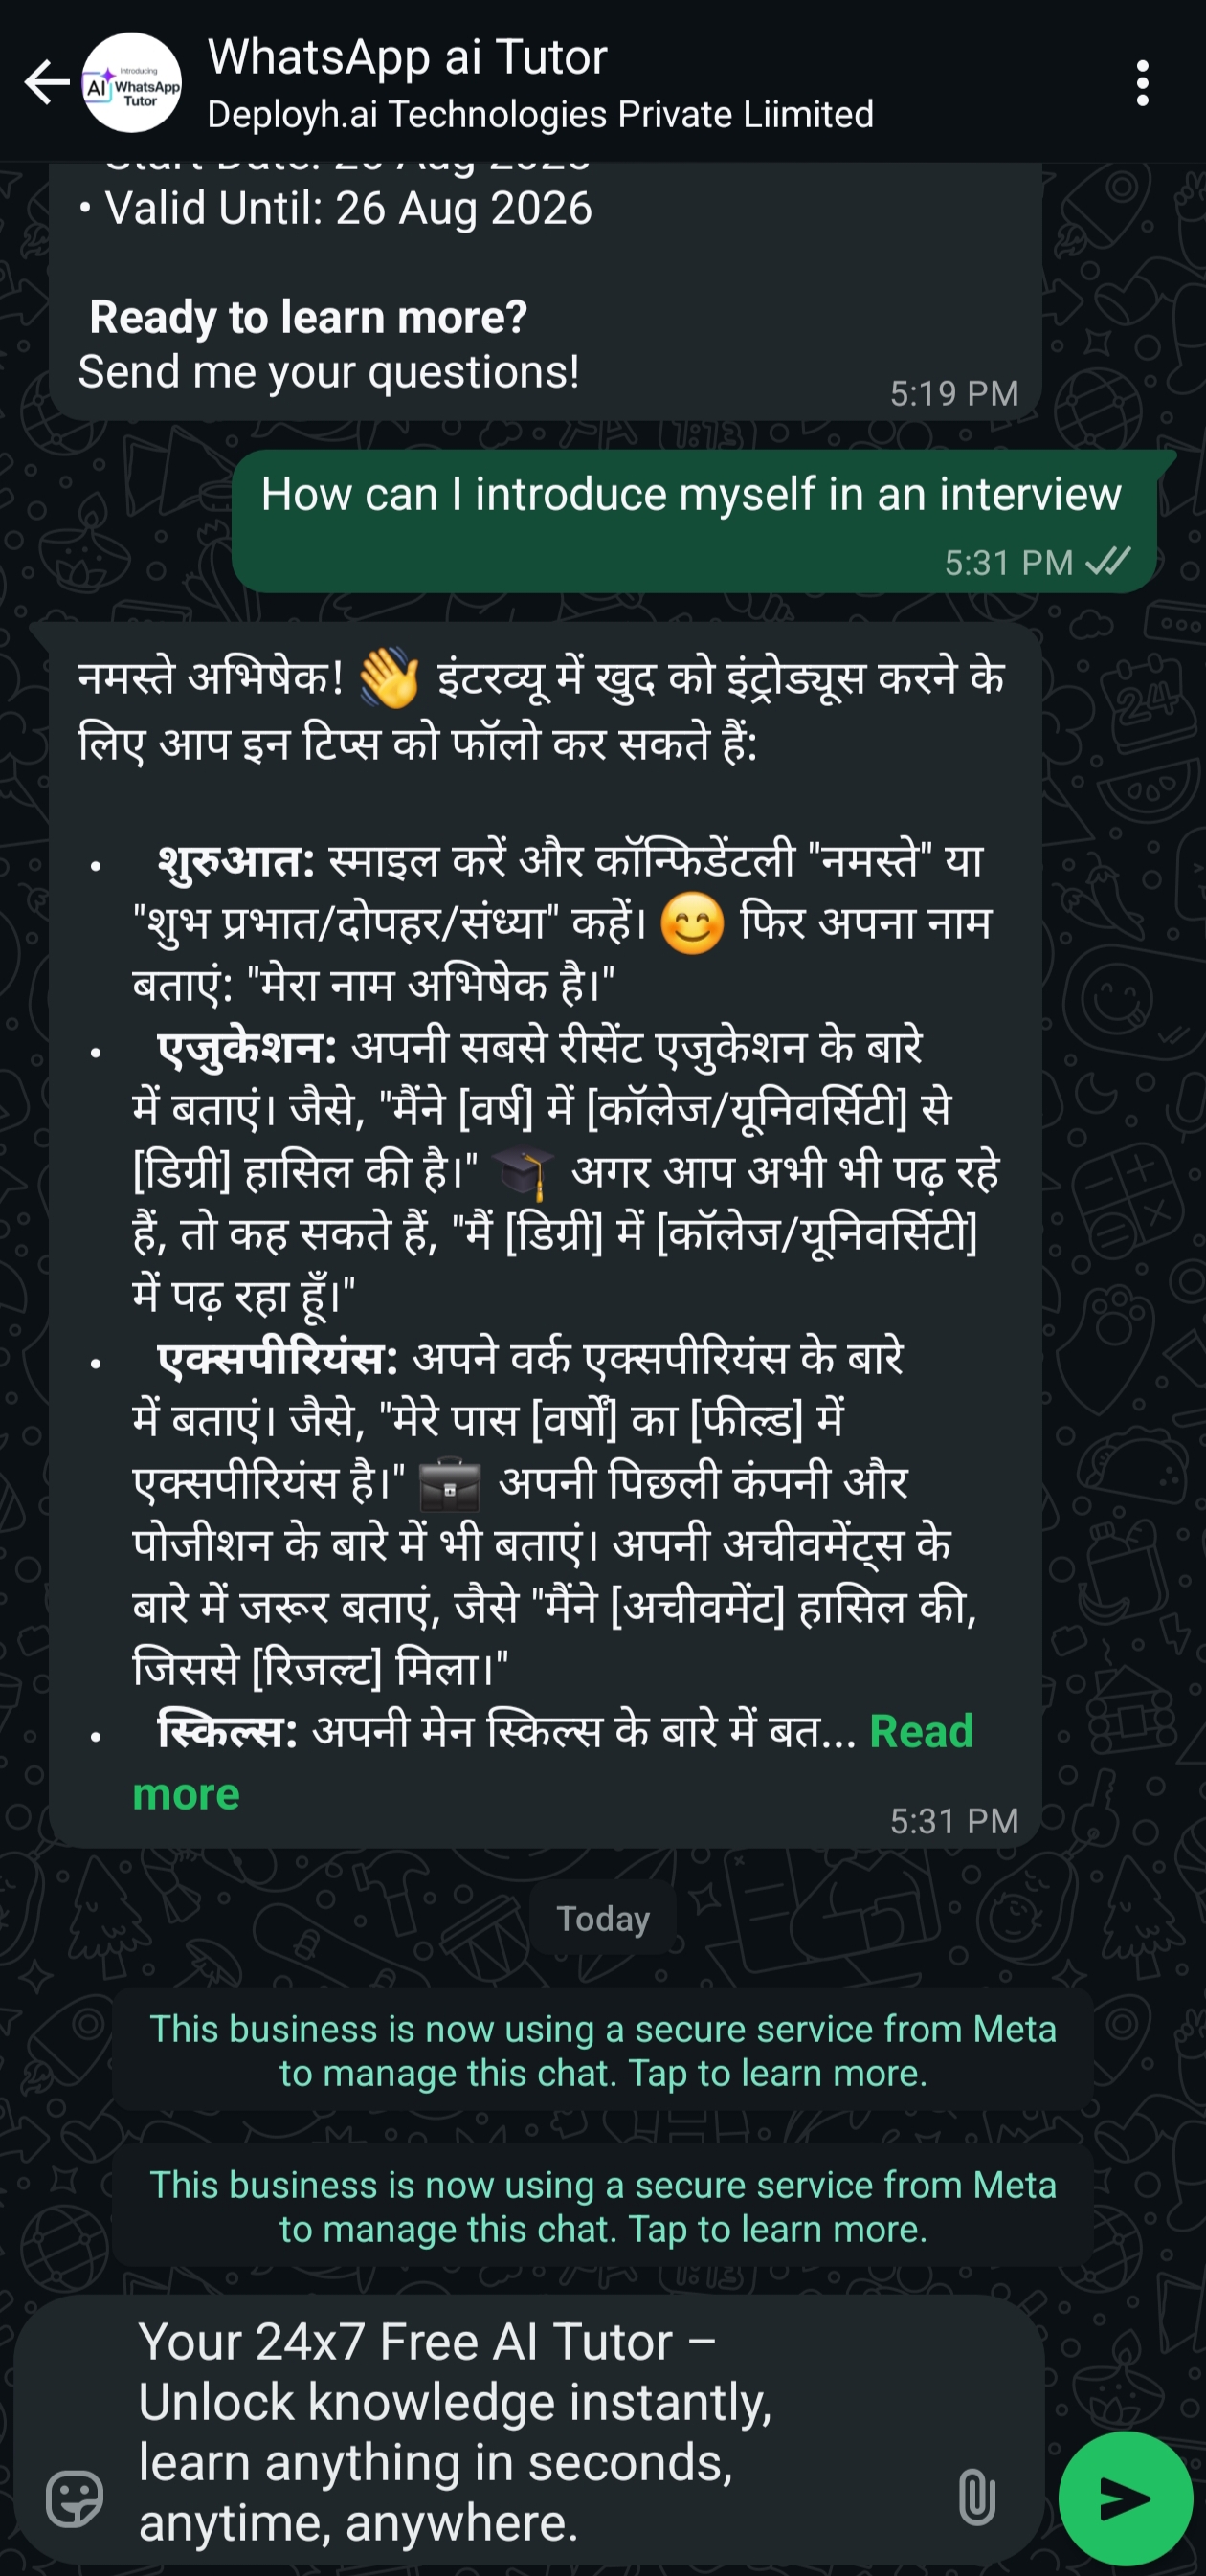 WhatsApp ai Tutor
Deployh.ai Technologies Private Liimited
Introducing
AI WhatsApp
Tutor
• Valid Until: 26 Aug 2026
Ready to learn more?
Send me your questions!
5:19 PM
How can I introduce myself in an interview
5:31 PM
नमस्ते अभिषेक! 👋 इंटरव्यू में खुद को इंट्रोड्यूस करने के
लिए आप इन टिप्स को फॉलो कर सकते हैं:
• शुरुआत: स्माइल करें और कॉन्फिडेंटली "नमस्ते" या
"शुभ प्रभात/दोपहर/संध्या" कहें। 😊 फिर अपना नाम
बताएं: "मेरा नाम अभिषेक है।"
• एजुकेशन: अपनी सबसे रीसेंट एजुकेशन के बारे
में बताएं। जैसे, "मैंने [वर्ष] में [कॉलेज/यूनिवर्सिटी] से
[डिग्री] हासिल की है।" 🎓 अगर आप अभी भी पढ़ रहे
हैं, तो कह सकते हैं, "मैं [डिग्री] में [कॉलेज/यूनिवर्सिटी]
में पढ़ रहा हूँ।"
• एक्सपीरियंस: अपने वर्क एक्सपीरियंस के बारे
में बताएं। जैसे, "मेरे पास [वर्षों] का [फील्ड] में
एक्सपीरियंस है।" 💼 अपनी पिछली कंपनी और
पोजीशन के बारे में भी बताएं। अपनी अचीवमेंट्स के
बारे में जरूर बताएं, जैसे "मैंने [अचीवमेंट] हासिल की,
जिससे [रिजल्ट] मिला।"
• स्किल्स: अपनी मेन स्किल्स के बारे में बत... Read
more
5:31 PM
Today
This business is now using a secure service from Meta
to manage this chat. Tap to learn more.
This business is now using a secure service from Meta
to manage this chat. Tap to learn more.
Your 24x7 Free AI Tutor –
Unlock knowledge instantly,
learn anything in seconds,
anytime, anywhere.